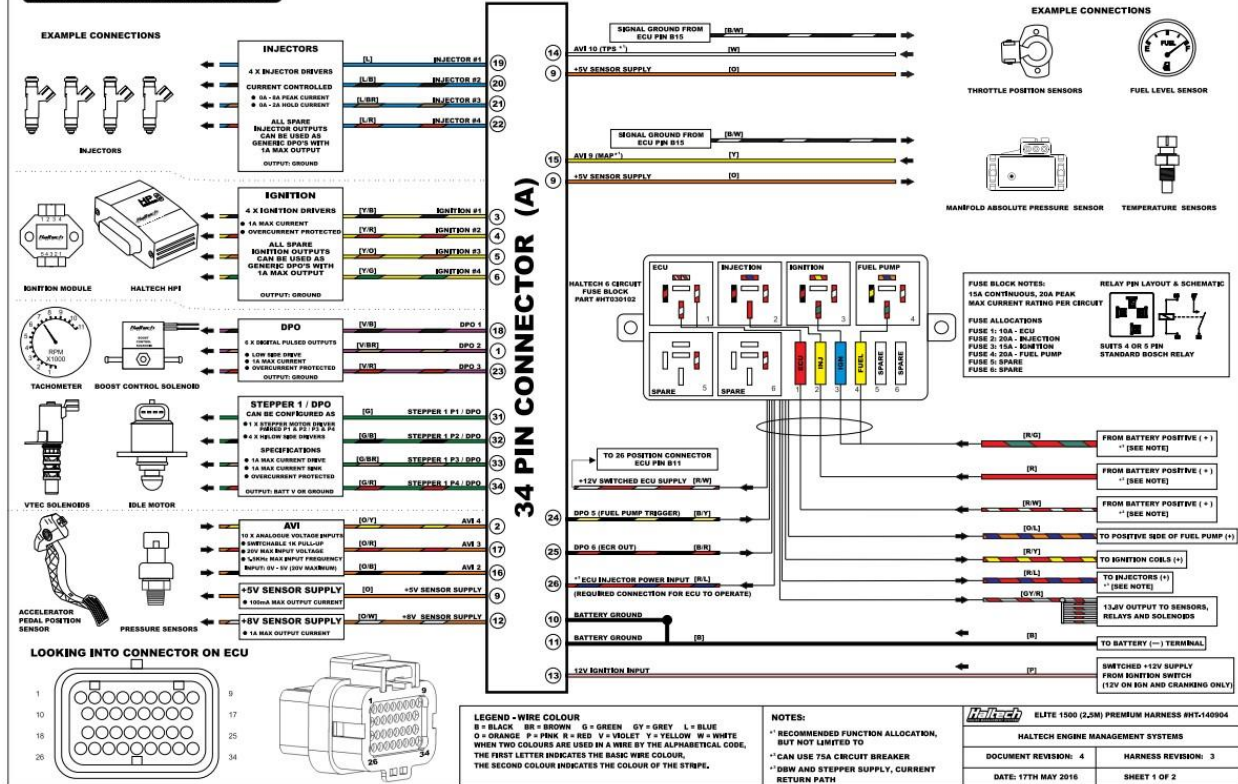 EXAMPLE CONNECTIONS
INJECTORS
INJECTORS
4 X INJECTOR DRIVERS
CURRENT CONTROLLED
● 0A - 8A PEAK CURRENT
● 0A - 2A HOLD CURRENT
ALL SPARE
INJECTOR OUTPUTS
CAN BE USED AS
GENERIC DPO'S WITH
1A MAX OUTPUT
OUTPUT: GROUND
[L] INJECTOR #1 19
[L/B] INJECTOR #2 20
[L/BR] INJECTOR #3 21
[L/R] INJECTOR #4 22
1 2 3 4
Haltech
6 5 4 3 2 1
IGNITION MODULE
HALTECH HPI
IGNITION
4 X IGNITION DRIVERS
● 1A MAX CURRENT
● OVERCURRENT PROTECTED
ALL SPARE
IGNITION OUTPUTS
CAN BE USED AS
GENERIC DPO'S WITH
1A MAX OUTPUT
OUTPUT: GROUND
[Y/B] IGNITION #1 3
[Y/R] IGNITION #2 4
[Y/O] IGNITION #3 5
[Y/G] IGNITION #4 6
RPM
X1000
TACHOMETER
BOOST CONTROL SOLENOID
DPO
6 X DIGITAL PULSED OUTPUTS
● LOW SIDE DRIVE
● 1A MAX CURRENT
● OVERCURRENT PROTECTED
OUTPUT: GROUND
[V/B] DPO 1 18
[V/BR] DPO 2 1
[V/R] DPO 3 23
VTEC SOLENOIDS
IDLE MOTOR
STEPPER 1 / DPO
CAN BE CONFIGURED AS
● 1 X STEPPER MOTOR DRIVER
PAIRED P1 & P2 / P3 & P4
● 4 X HI/LOW SIDE DRIVERS
SPECIFICATIONS
● 1A MAX CURRENT DRIVE
● 1A MAX CURRENT SINK
● OVERCURRENT PROTECTED
OUTPUT: BATT V OR GROUND
[G] STEPPER 1 P1 / DPO 31
[G/B] STEPPER 1 P2 / DPO 32
[G/BR] STEPPER 1 P3 / DPO 33
[G/R] STEPPER 1 P4 / DPO 34
ACCELERATOR
PEDAL POSITION
SENSOR
PRESSURE SENSORS
AVI
10 X ANALOGUE VOLTAGE INPUTS
● SWITCHABLE 1K PULL-UP
● 20V MAX INPUT VOLTAGE
● 1.5KHz MAX INPUT FREQUENCY
INPUT: 0V - 5V (20V MAXIMUM)
[O/Y] AVI 4 2
[O/R] AVI 3 17
[O/B] AVI 2 16
+5V SENSOR SUPPLY
● 100mA MAX OUTPUT CURRENT
[O] +5V SENSOR SUPPLY 9
+8V SENSOR SUPPLY
● 1A MAX OUTPUT CURRENT
[O/W] +8V SENSOR SUPPLY 12
LOOKING INTO CONNECTOR ON ECU
1 9
10 17
18 25
26 34
1 9
26 34
34 PIN CONNECTOR (A)
EXAMPLE CONNECTIONS
SIGNAL GROUND FROM
ECU PIN B15
[B/W]
14 AVI 10 (TPS *¹) [W]
9 +5V SENSOR SUPPLY [O]
FUEL
THROTTLE POSITION SENSORS
FUEL LEVEL SENSOR
SIGNAL GROUND FROM
ECU PIN B15
[B/W]
15 AVI 9 (MAP*¹) [Y]
9 +5V SENSOR SUPPLY [O]
MANIFOLD ABSOLUTE PRESSURE SENSOR
TEMPERATURE SENSORS
HALTECH 6 CIRCUIT
FUSE BLOCK
PART #HT030102
ECU 1
INJECTION 2
IGNITION 3
FUEL PUMP 4
SPARE 5
SPARE 6
ECU INJ IGN FUEL SPARE SPARE
1 2 3 4 5 6
FUSE BLOCK NOTES:
15A CONTINUOUS, 20A PEAK
MAX CURRENT RATING PER CIRCUIT
FUSE ALLOCATIONS
FUSE 1: 10A - ECU
FUSE 2: 20A - INJECTION
FUSE 3: 15A - IGNITION
FUSE 4: 20A - FUEL PUMP
FUSE 5: SPARE
FUSE 6: SPARE
RELAY PIN LAYOUT & SCHEMATIC
SUITS 4 OR 5 PIN
STANDARD BOSCH RELAY
TO 26 POSITION CONNECTOR
ECU PIN B11
+12V SWITCHED ECU SUPPLY [R/W]
24 DPO 5 (FUEL PUMP TRIGGER) [B/Y]
25 DPO 6 (ECR OUT) [B/R]
26 *¹ ECU INJECTOR POWER INPUT [R/L]
(REQUIRED CONNECTION FOR ECU TO OPERATE)
10 BATTERY GROUND
11 BATTERY GROUND [B]
13 12V IGNITION INPUT
[R/G] FROM BATTERY POSITIVE (+)
[SEE NOTE]
[R] FROM BATTERY POSITIVE (+)
[SEE NOTE]
[R/W] FROM BATTERY POSITIVE (+)
[SEE NOTE]
[O/L] TO POSITIVE SIDE OF FUEL PUMP (+)
[R/Y] TO IGNITION COILS (+)
[R/L] TO INJECTORS (+)
[SEE NOTE]
[GY/R] 13.8V OUTPUT TO SENSORS,
RELAYS AND SOLENOIDS
[B] TO BATTERY (—) TERMINAL
[P] SWITCHED +12V SUPPLY
FROM IGNITION SWITCH
(12V ON IGN AND CRANKING ONLY)
LEGEND - WIRE COLOUR
B = BLACK BR = BROWN G = GREEN GY = GREY L = BLUE
O = ORANGE P = PINK R = RED V = VIOLET Y = YELLOW W = WHITE
WHEN TWO COLOURS ARE USED IN A WIRE BY THE ALPHABETICAL CODE,
THE FIRST LETTER INDICATES THE BASIC WIRE COLOUR,
THE SECOND COLOUR INDICATES THE COLOUR OF THE STRIPE.
NOTES:
RECOMMENDED FUNCTION ALLOCATION,
BUT NOT LIMITED TO
CAN USE 75A CIRCUIT BREAKER
DBW AND STEPPER SUPPLY, CURRENT
RETURN PATH
Haltech ELITE 1500 (2.5M) PREMIUM HARNESS #HT-140904
HALTECH ENGINE MANAGEMENT SYSTEMS
DOCUMENT REVISION: 4 HARNESS REVISION: 3
DATE: 17TH MAY 2016 SHEET 1 OF 2